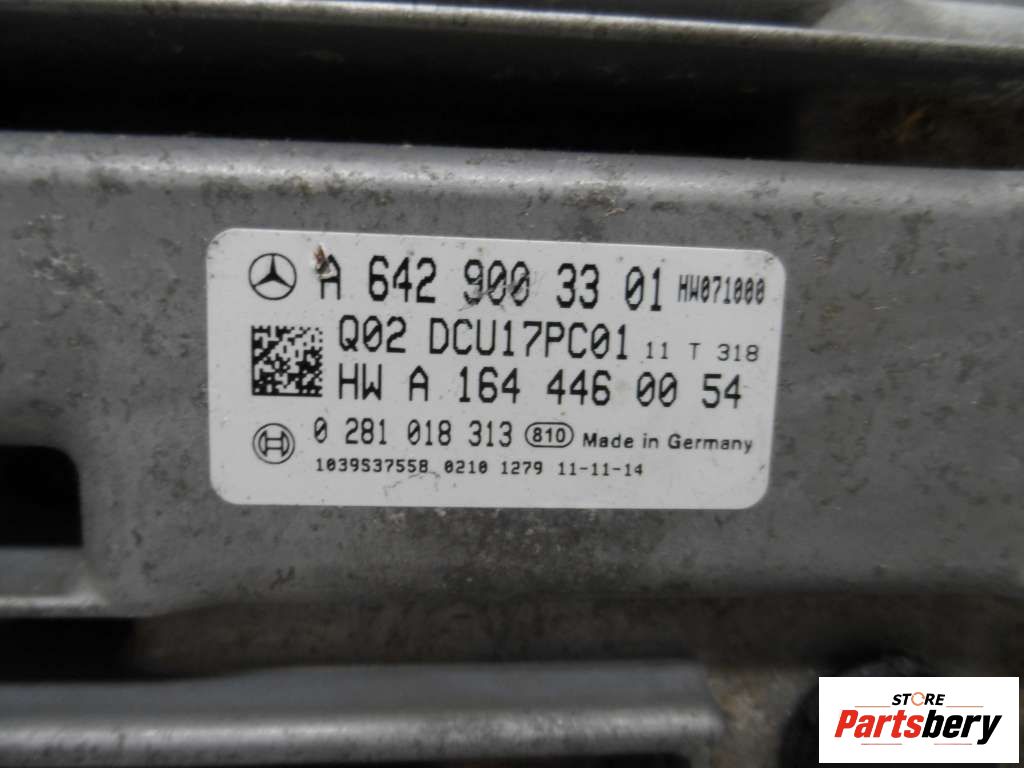 A 642 900 33 01 HW071000
Q02 DCU17PC01 11 T 318
HW A 164 446 00 54
0 281 018 313 810 Made in Germany
1039S37558 0210 1279 11-11-14
STORE
Partsbery